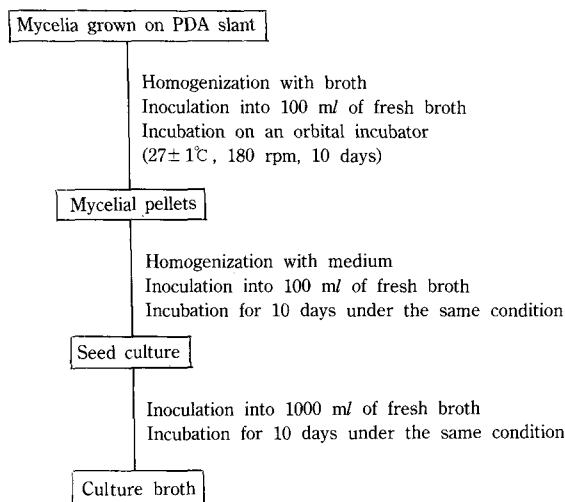 Mycelia grown on PDA slant
Homogenization with broth
Inoculation into 100 ml of fresh broth
Incubation on an orbital incubator
(27± 1℃, 180 rpm, 10 days)
Mycelial pellets
Homogenization with medium
Inoculation into 100 ml of fresh broth
Incubation for 10 days under the same condition
Seed culture
Inoculation into 1000 ml of fresh broth
Incubation for 10 days under the same condition
Culture broth